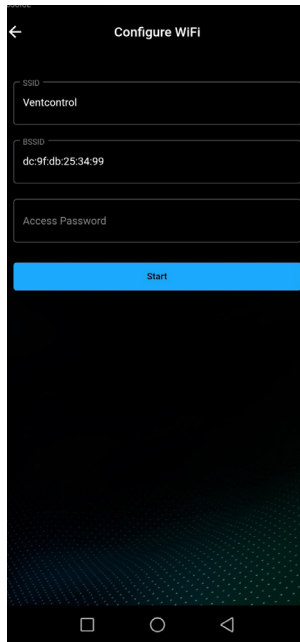 Configure WiFi
SSID
Ventcontrol
BSSID
dc:9f:db:25:34:99
Access Password
Start